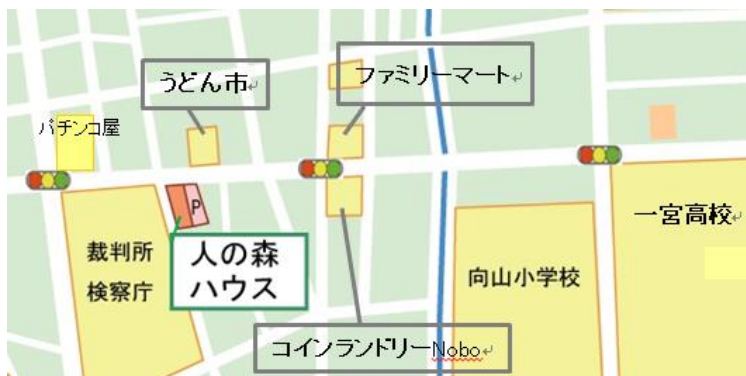 うどん市
ファミリーマート
パチンコ屋
P
一宮高校
裁判所
検察庁
人の森
ハウス
向山小学校
コインランドリーNobo